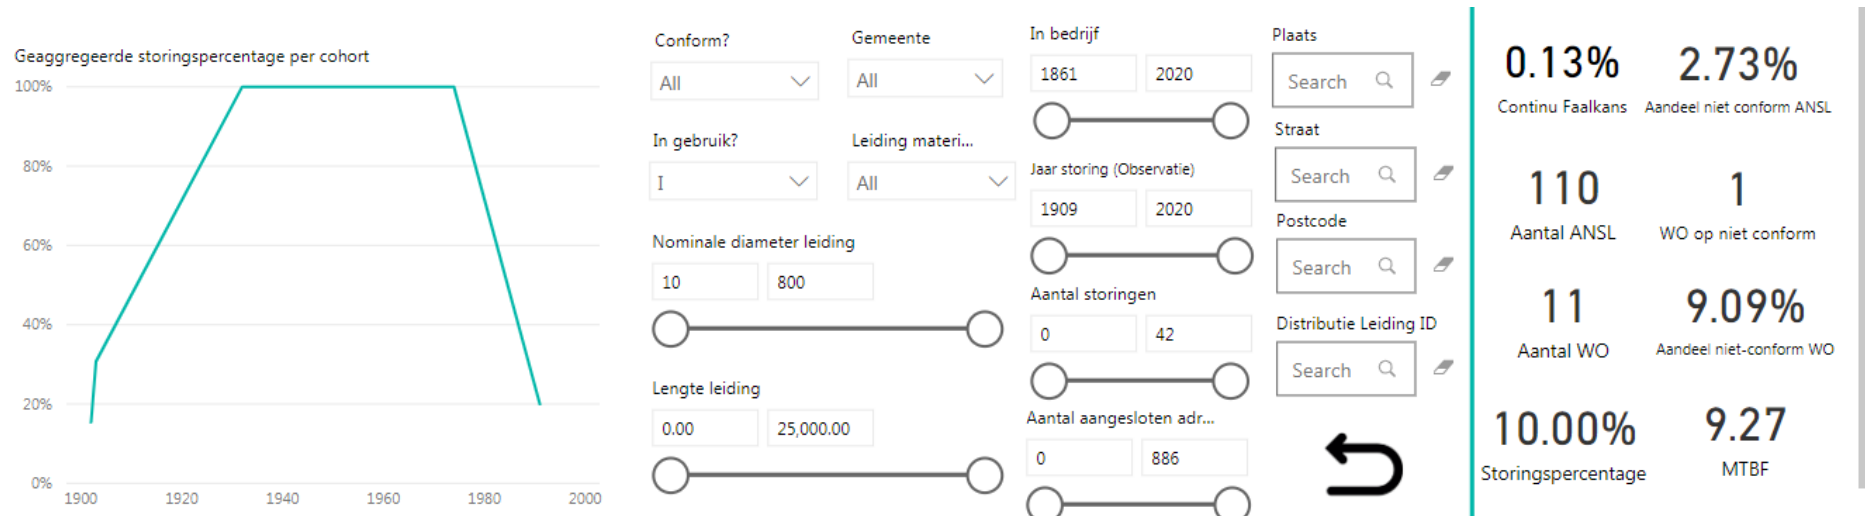 Geaggregeerde storingspercentage per cohort
100%
80%
60%
40%
20%
0%
1900 1920 1940 1960 1980 2000
Conform?
All
Gemeente
All
In gebruik?
I
Leiding materi...
All
Nominale diameter leiding
10 800
Lengte leiding
0.00 25,000.00
In bedrijf
1861 2020
Jaar storing (Observatie)
1909 2020
Aantal storingen
0 42
Aantal aangesloten adr...
0 886
Plaats
Search
Straat
Search
Postcode
Search
Distributie Leiding ID
Search
0.13%
Continu Faalkans
2.73%
Aandeel niet conform ANSL
110
Aantal ANSL
1
WO op niet conform
11
Aantal WO
9.09%
Aandeel niet-conform WO
10.00%
Storingspercentage
9.27
MTBF